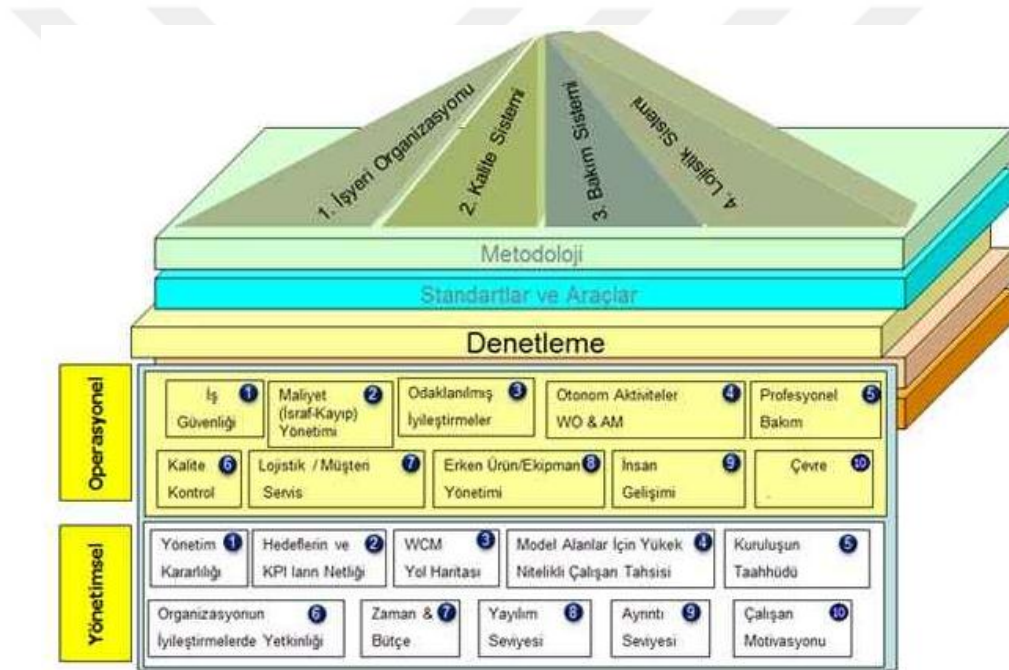 1. İşyeri Organizasyonu
2. Kalite Sistemi
3. Bakım Sistemi
4. Lojistik Sistemi
Metodoloji
Standartlar ve Araçlar
Denetleme
Operasyonel
İş 1
Güvenliği
Maliyet 2
(İsraf-Kayıp)
Yönetimi
Odaklanılmış 3
İyileştirmeler
Otonom Aktiviteler 4
WO & AM
Profesyonel 5
Bakım
Kalite 6
Kontrol
Lojistik / Müşteri 7
Servis
Erken Ürün/Ekipman 8
Yönetimi
İnsan 9
Gelişimi
Çevre 10
.
Yönetimsel
Yönetim 1
Kararlılığı
Hedeflerin ve 2
KPI ların Netliği
WCM 3
Yol Haritası
Model Alanlar İçin Yükek 4
Nitelikli Çalışan Tahsisi
Kuruluşun 5
Taahhüdü
Organizasyonun 6
İyileştirmelerde Yetkinliği
Zaman & 7
Bütçe
Yayılım 8
Seviyesi
Ayrıntı 9
Seviyesi
Çalışan 10
Motivasyonu